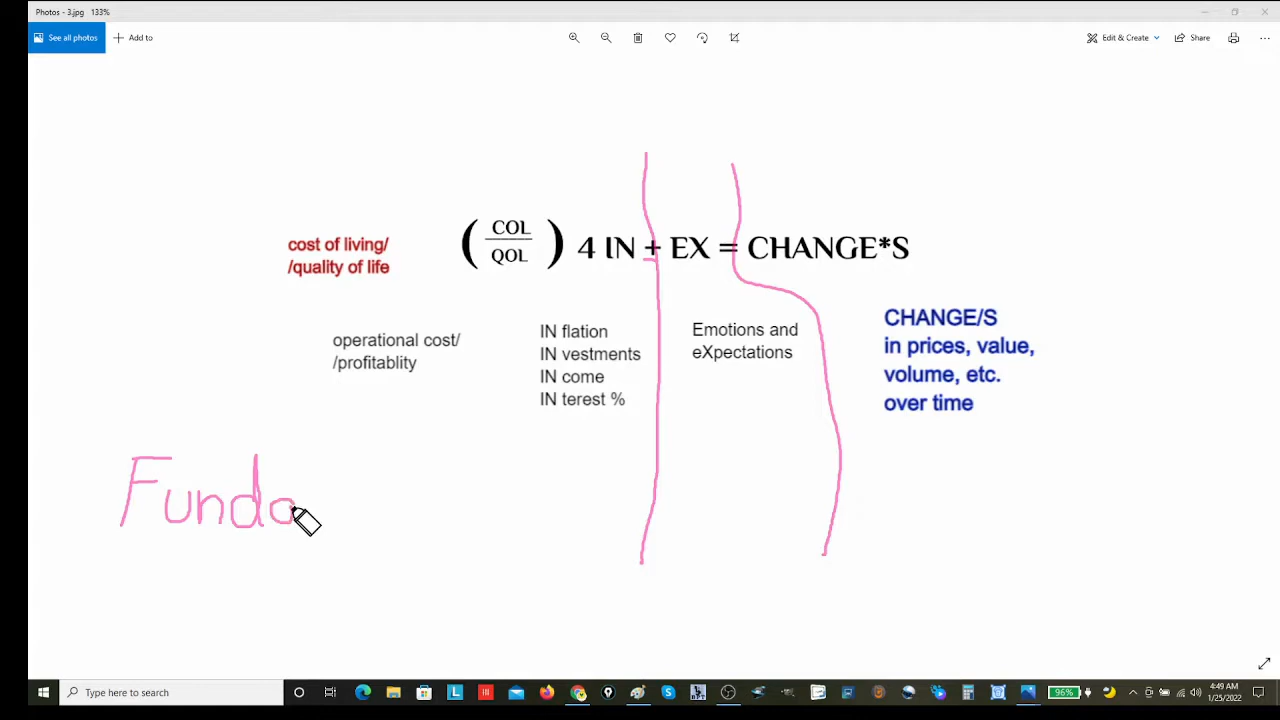 Photos - 3.jpg 133%
See all photos
Add to
Edit & Create
Share
cost of living/
/quality of life
( COL
QOL ) 4 IN + EX = CHANGE*S
operational cost/
/profitablity
IN flation
IN vestments
IN come
IN terest %
Emotions and
eXpectations
CHANGE/S
in prices, value,
volume, etc.
over time
Funda
Type here to search
L
96%
4:49 AM
1/25/2022